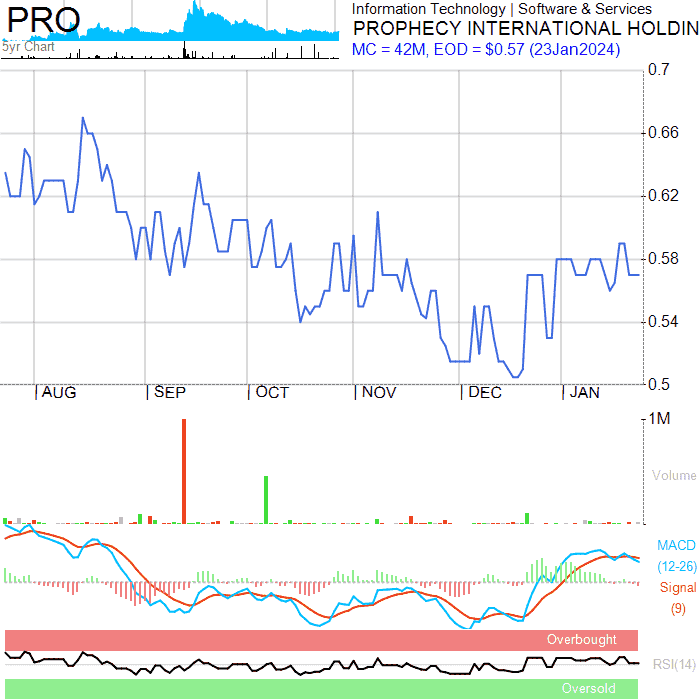 PRO
5yr Chart
Information Technology | Software & Services
PROPHECY INTERNATIONAL HOLDIN
MC = 42M, EOD = $0.57 (23Jan2024)
0.7
0.66
0.62
0.58
0.54
0.5
| AUG | SEP | OCT | NOV | DEC | JAN
1M
Volume
MACD
(12-26)
Signal
(9)
Overbought
RSI(14)
Oversold